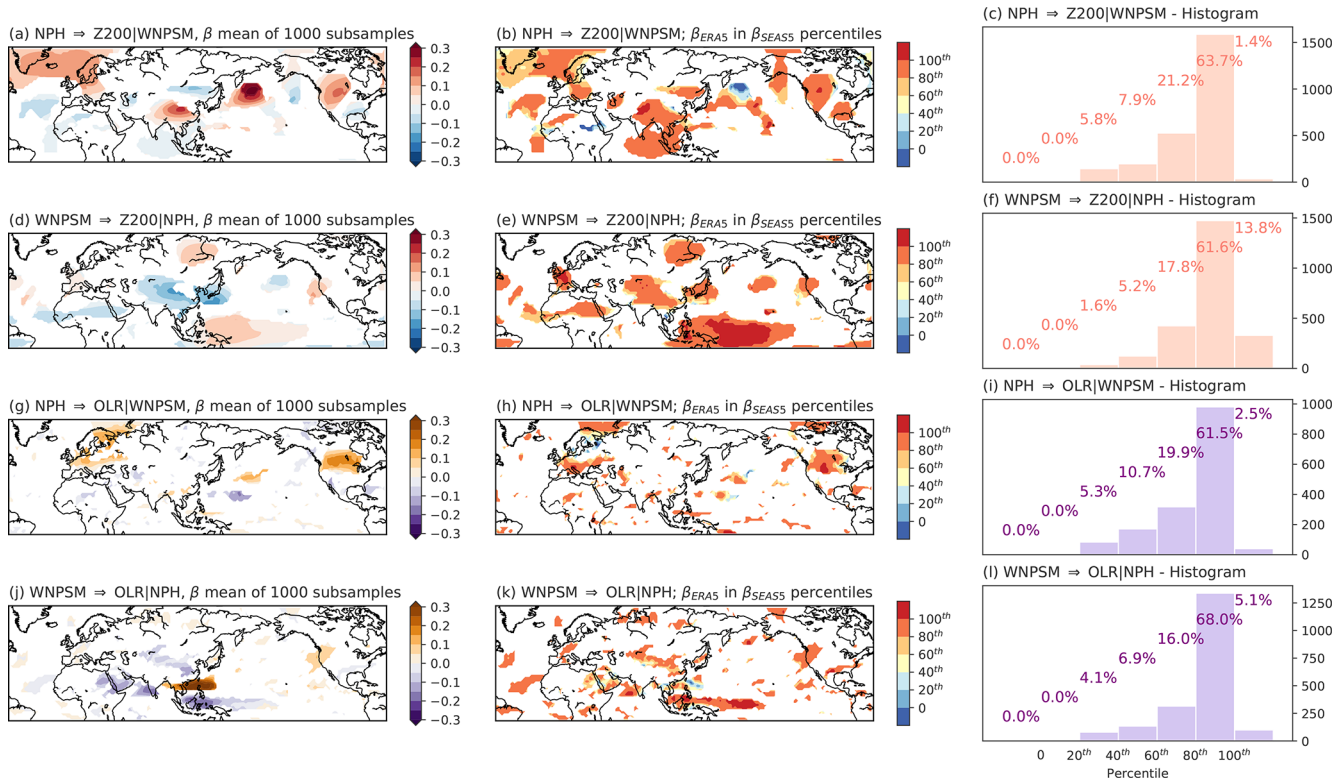 (a) NPH ⇒ Z200|WNPSM, β mean of 1000 subsamples
0.3
0.2
0.1
0.0
−0.1
−0.2
−0.3
(b) NPH ⇒ Z200|WNPSM; βERA5 in βSEAS5 percentiles
100th
80th
60th
40th
20th
0
(c) NPH ⇒ Z200|WNPSM - Histogram
0.0%
0.0%
5.8%
7.9%
21.2%
63.7%
1.4%
1500
1000
500
0
(d) WNPSM ⇒ Z200|NPH, β mean of 1000 subsamples
0.3
0.2
0.1
0.0
−0.1
−0.2
−0.3
(e) WNPSM ⇒ Z200|NPH; βERA5 in βSEAS5 percentiles
100th
80th
60th
40th
20th
0
(f) WNPSM ⇒ Z200|NPH - Histogram
0.0%
0.0%
1.6%
5.2%
17.8%
61.6%
13.8%
1500
1000
500
0
(g) NPH ⇒ OLR|WNPSM, β mean of 1000 subsamples
0.3
0.2
0.1
0.0
−0.1
−0.2
−0.3
(h) NPH ⇒ OLR|WNPSM; βERA5 in βSEAS5 percentiles
100th
80th
60th
40th
20th
0
(i) NPH ⇒ OLR|WNPSM - Histogram
0.0%
0.0%
5.3%
10.7%
19.9%
61.5%
2.5%
1000
800
600
400
200
0
(j) WNPSM ⇒ OLR|NPH, β mean of 1000 subsamples
0.3
0.2
0.1
0.0
−0.1
−0.2
−0.3
(k) WNPSM ⇒ OLR|NPH; βERA5 in βSEAS5 percentiles
100th
80th
60th
40th
20th
0
(l) WNPSM ⇒ OLR|NPH - Histogram
0.0%
0.0%
4.1%
6.9%
16.0%
68.0%
5.1%
1250
1000
750
500
250
0
0 20th 40th 60th 80th 100th
Percentile